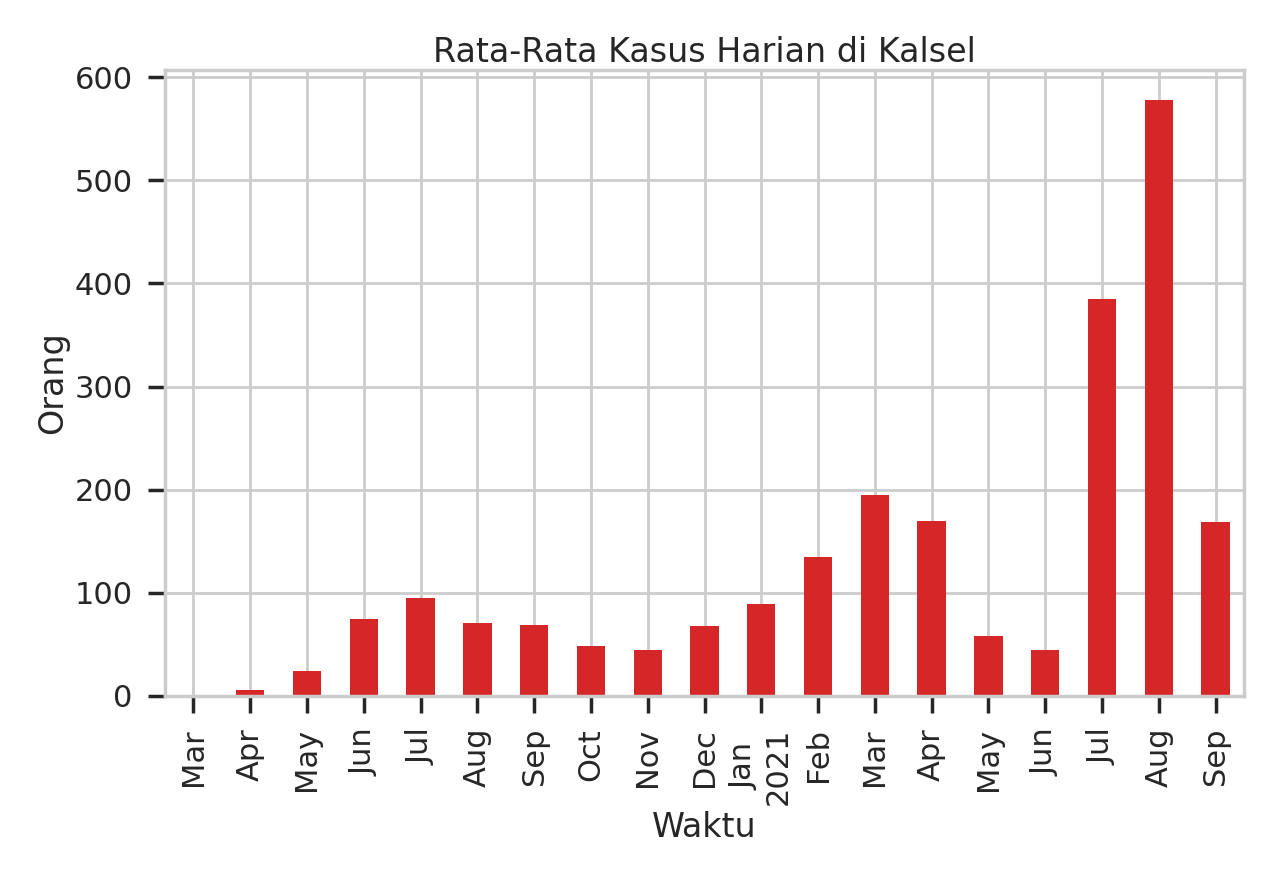 Rata-Rata Kasus Harian di Kalsel
600
500
400
300
200
100
0
Orang
Mar
Apr
May
Jun
Jul
Aug
Sep
Oct
Nov
Dec
Jan
2021
Feb
Mar
Apr
May
Jun
Jul
Aug
Sep
Waktu